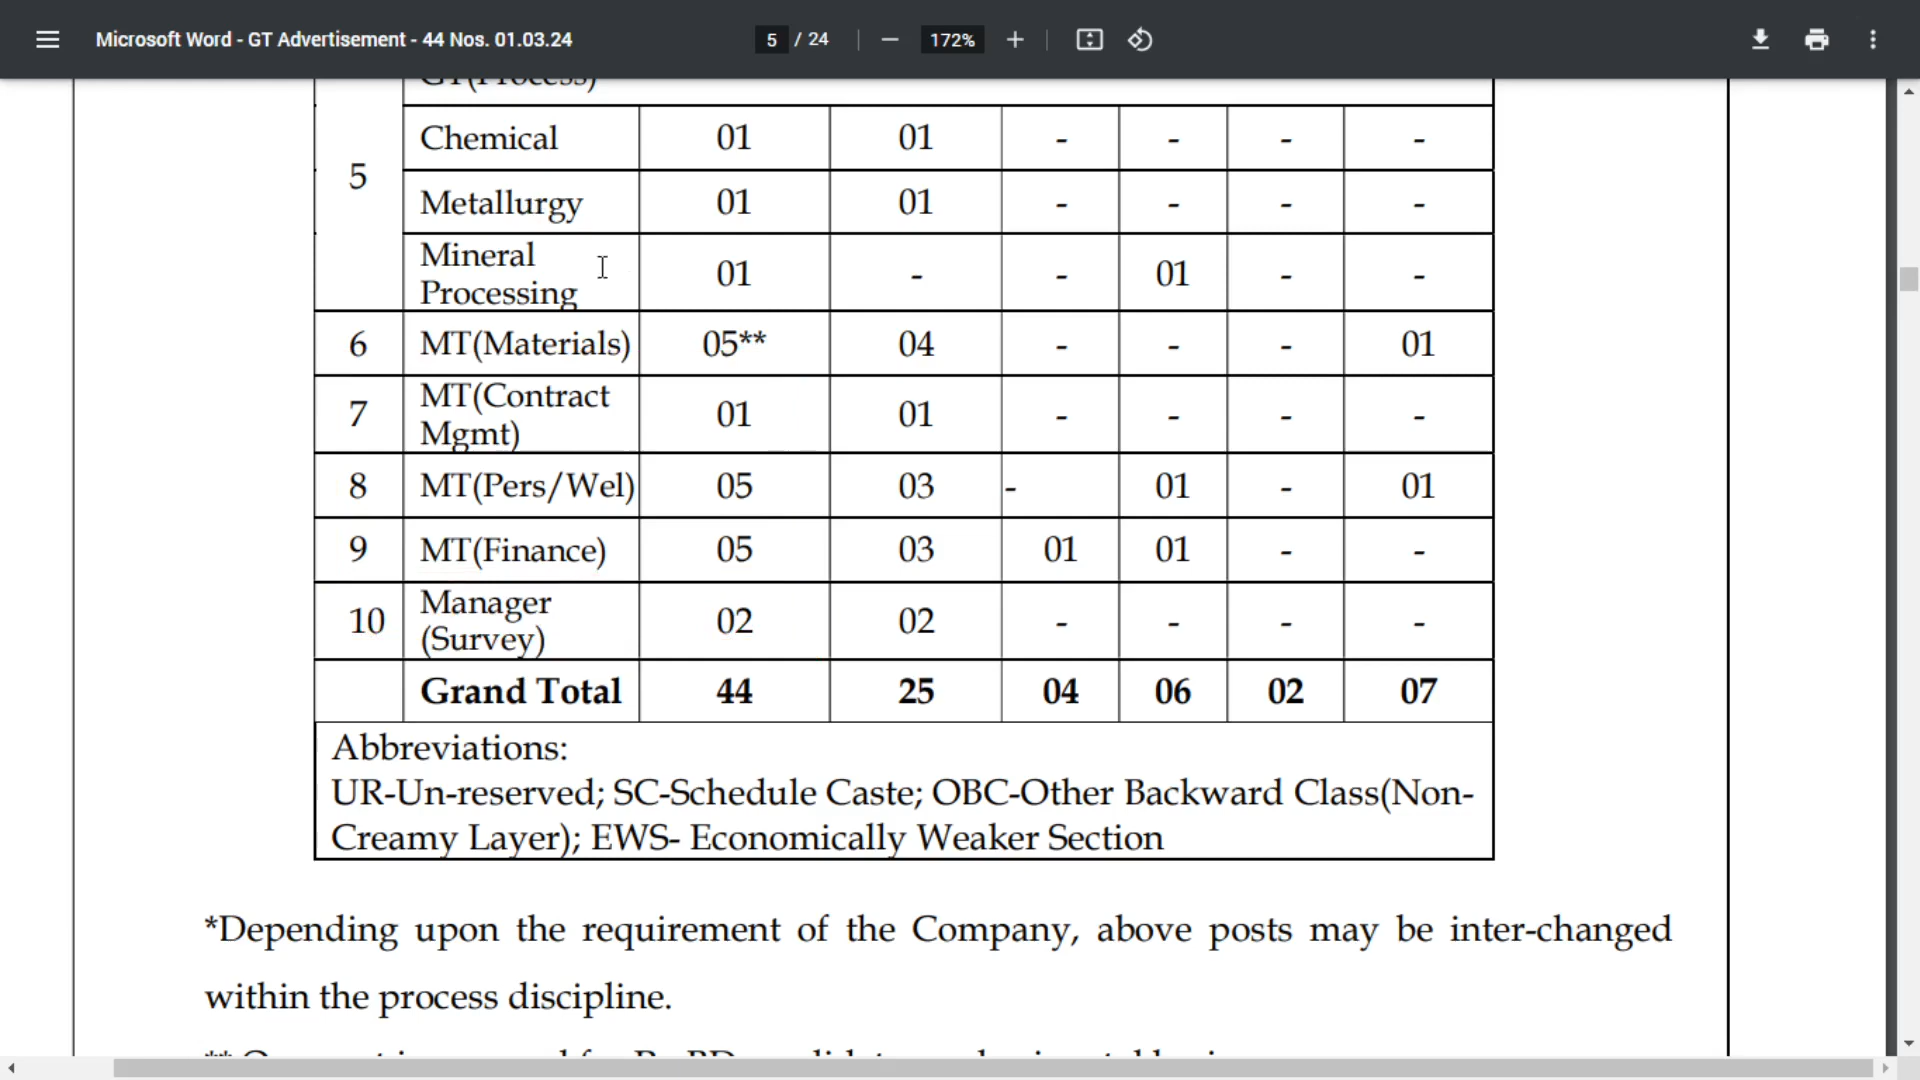 Microsoft Word - GT Advertisement - 44 Nos. 01.03.24 5 / 24 172%
GT(Process)
5
Chemical 01 01 - - - -
Metallurgy 01 01 - - - -
Mineral
Processing 01 - - 01 - -
6 MT(Materials) 05** 04 - - - 01
7 MT(Contract
Mgmt) 01 01 - - - -
8 MT(Pers/Wel) 05 03 - 01 - 01
9 MT(Finance) 05 03 01 01 - -
10 Manager
(Survey) 02 02 - - - -
Grand Total 44 25 04 06 02 07
Abbreviations:
UR-Un-reserved; SC-Schedule Caste; OBC-Other Backward Class(Non-
Creamy Layer); EWS- Economically Weaker Section
*Depending upon the requirement of the Company, above posts may be inter-changed
within the process discipline.